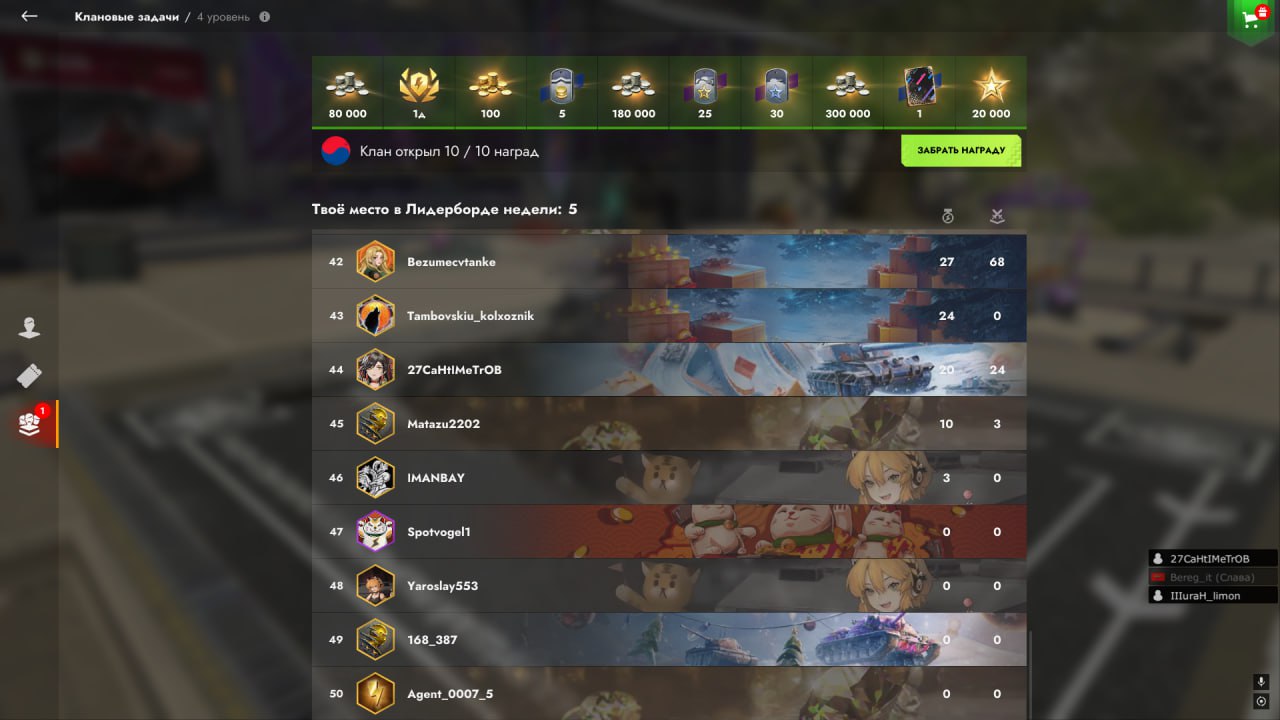 Клановые задачи / 4 уровень
80 000 1д 100 5 180 000 25 30 300 000 1 20 000
Клан открыл 10 / 10 наград
ЗАБРАТЬ НАГРАДУ
Твоё место в Лидерборде недели: 5
42 Bezumecvtanke 27 68
43 Tambovskiu_kolxoznik 24 0
44 27CaHtIMeTrOB 20 24
45 Matazu2202 10 3
46 IMANBAY 3 0
1
47 Spotvogel1 0 0
48 Yaroslay553 0 0
49 168_387 0 0
50 Agent_0007_5 0 0
27CaHtIMeTrOB
Bereg_it (Слава)
IIIuraH_limon